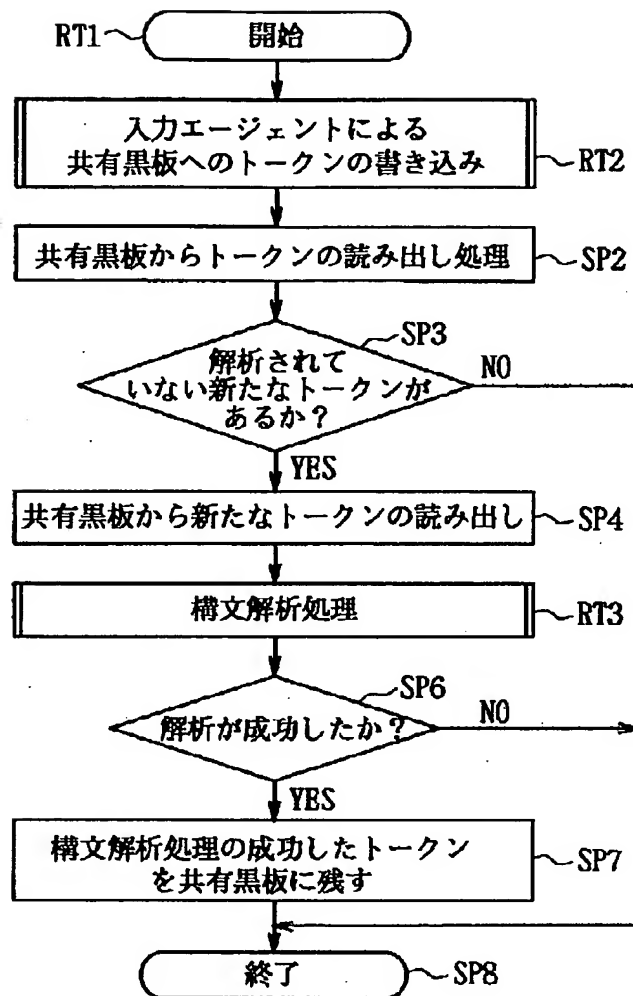 RT1 開始
入力エージェントによる
共有黒板へのトークンの書き込み RT2
共有黒板からトークンの読み出し処理 SP2
SP3
解析されて
いない新たなトークンが
あるか？
NO
YES
共有黒板から新たなトークンの読み出し SP4
構文解析処理 RT3
SP6
解析が成功したか？ NO
YES
構文解析処理の成功したトークン
を共有黒板に残す SP7
終了 SP8